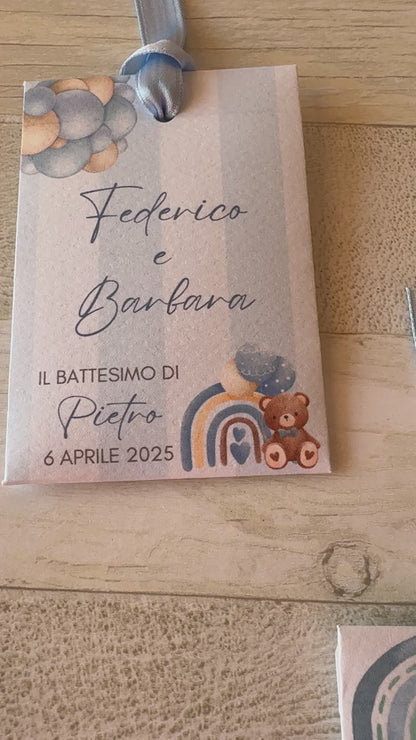 Federico
e
Barbara
IL BATTESIMO DI
Pietro
6 APRILE 2025